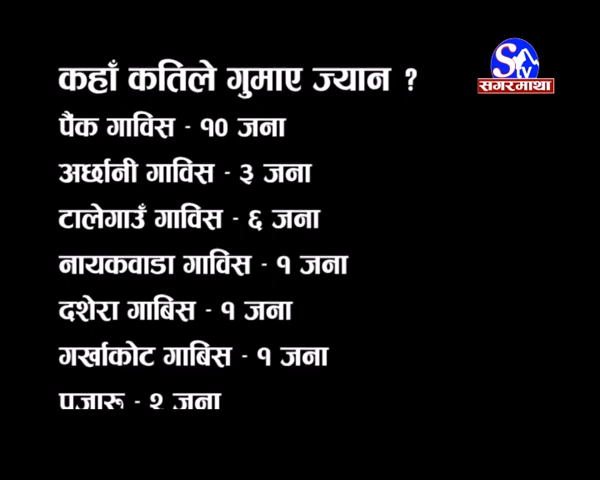 STV
सगरमाथा
कहाँ कतिले गुमाए ज्यान ?
पैंक गाविस - १० जना
अर्छानी गाविस - ३ जना
टालेगाउँ गाविस - ६ जना
नायकवाडा गाविस - १ जना
दशेरा गाबिस - १ जना
गर्खाकोट गाबिस - १ जना
पजारू - २ जना